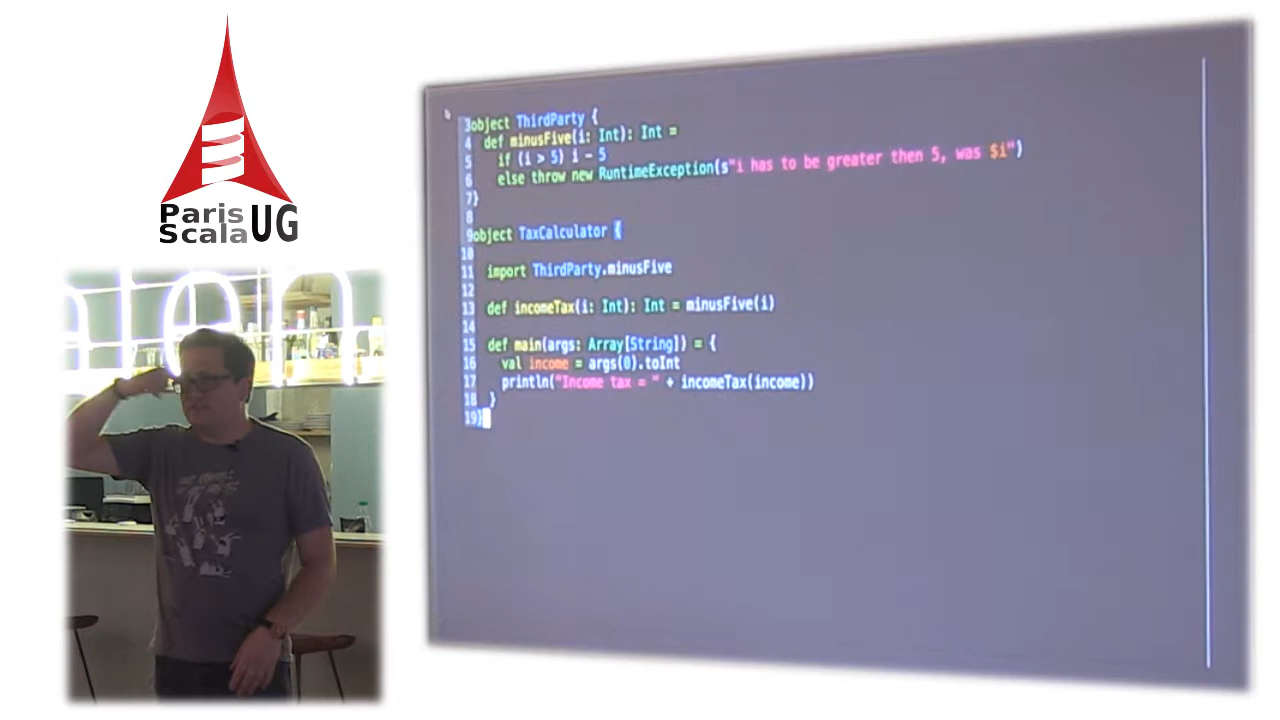 Paris
Scala UG
3object ThirdParty {
4 def minusFive(i: Int): Int =
5 if (i > 5) i - 5
6 else throw new RuntimeException(s"i has to be greater then 5, was $i")
7}
8
9object TaxCalculator {
10
11 import ThirdParty.minusFive
12
13 def incomeTax(i: Int): Int = minusFive(i)
14
15 def main(args: Array[String]) = {
16 val income = args(0).toInt
17 println("Income tax = " + incomeTax(income))
18 }
19}